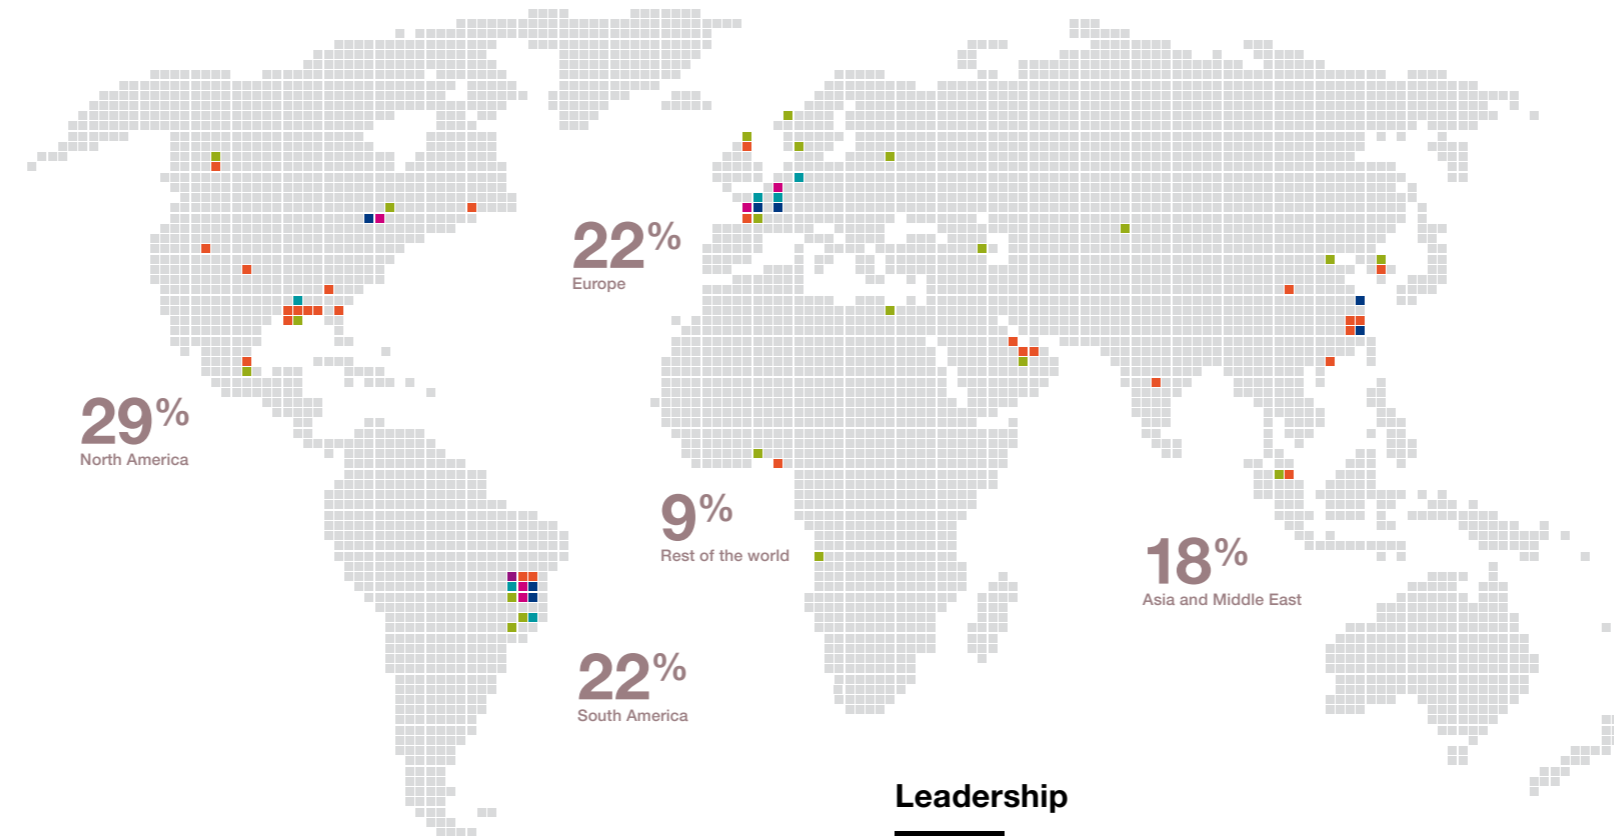 22%
Europe
29%
North America
9%
Rest of the world
18%
Asia and Middle East
22%
South America
Leadership